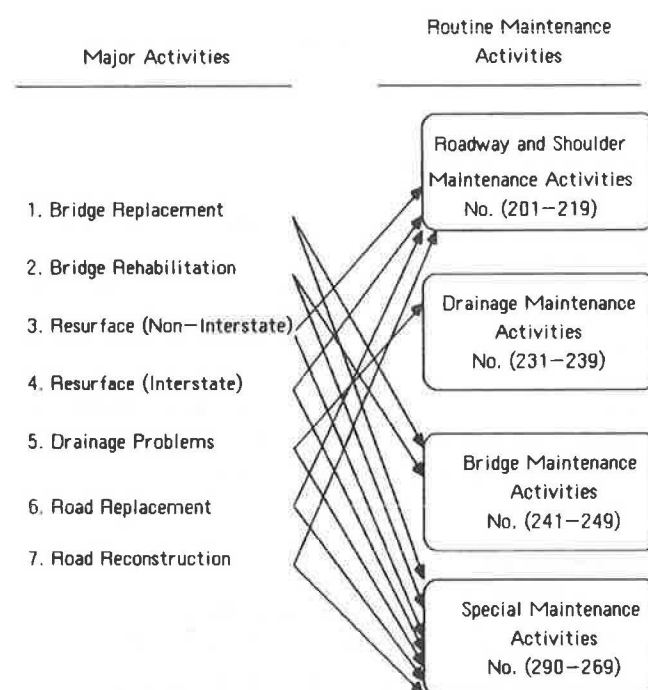 Major Activities
Routine Maintenance
Activities
1. Bridge Replacement
2. Bridge Rehabilitation
3. Resurface (Non-Interstate)
4. Resurface (Interstate)
5. Drainage Problems
6. Road Replacement
7. Road Reconstruction
Roadway and Shoulder
Maintenance Activities
No. (201-219)
Drainage Maintenance
Activities
No. (231-239)
Bridge Maintenance
Activities
No. (241-249)
Special Maintenance
Activities
No. (290-269)